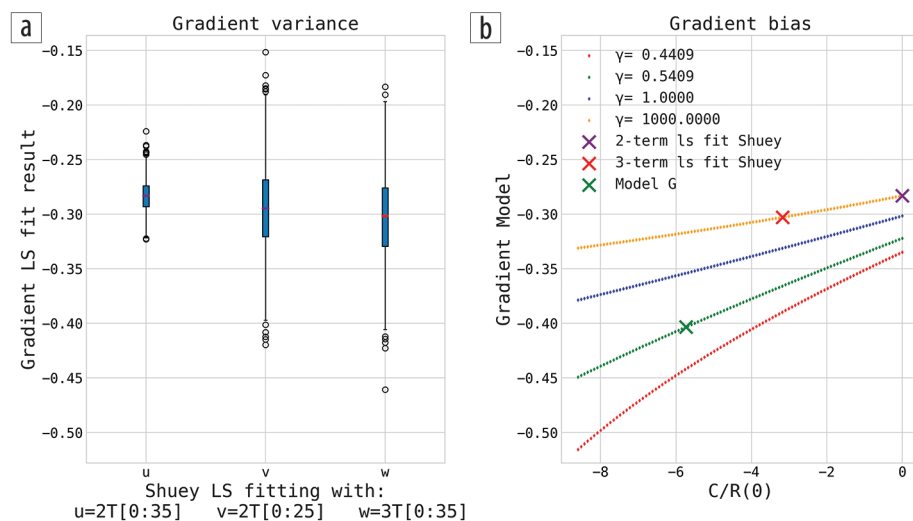 a
Gradient variance
Gradient LS fit result
−0.15
−0.20
−0.25
−0.30
−0.35
−0.40
−0.45
−0.50
u
v
w
Shuey LS fitting with:
u=2T[0:35] v=2T[0:25] w=3T[0:35]
b
Gradient bias
Gradient Model
−0.15
−0.20
−0.25
−0.30
−0.35
−0.40
−0.45
−0.50
γ= 0.4409
γ= 0.5409
γ= 1.0000
γ= 1000.0000
2-term ls fit Shuey
3-term ls fit Shuey
Model G
−8
−6
−4
−2
0
C/R(0)